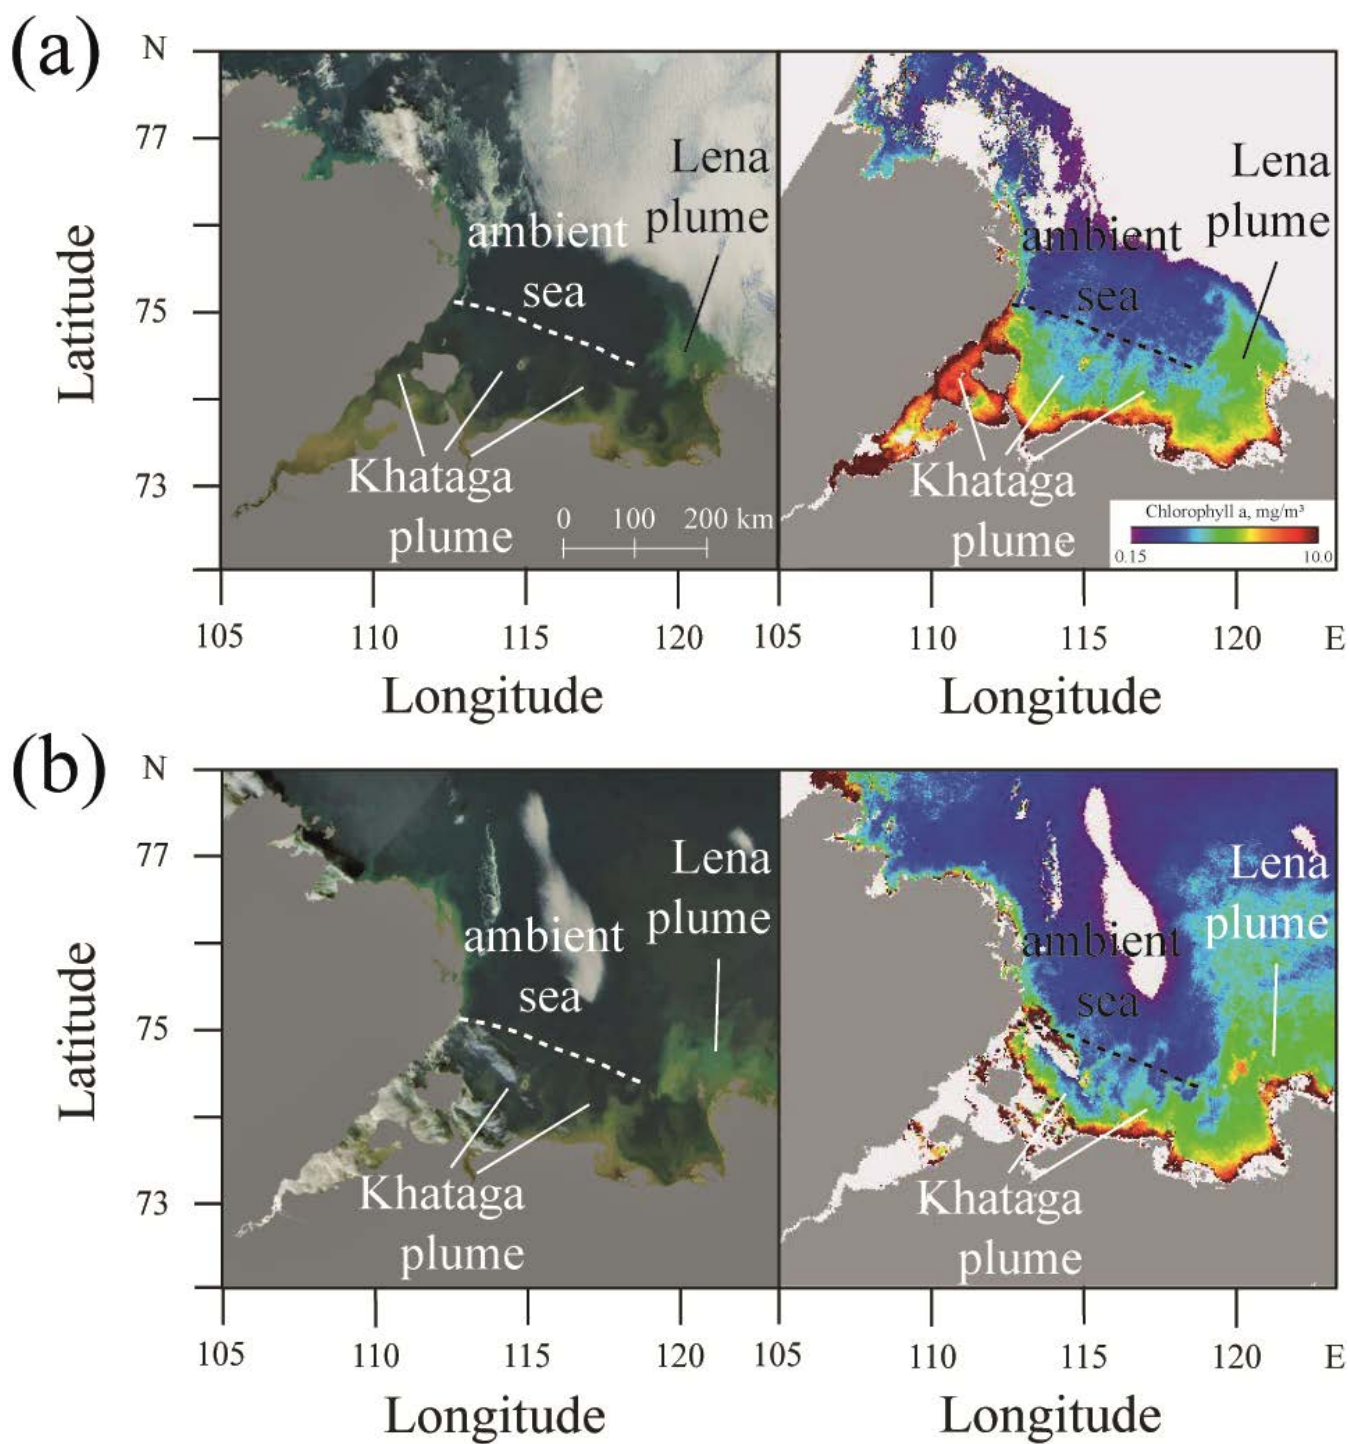 (a)
N
77
75
73
Latitude
Lena
plume
ambient
sea
Khataga
plume
0 100 200 km
Lena
plume
ambient
sea
Khataga
plume
Chlorophyll a, mg/m³
0.15 10.0
105 110 115 120 105 110 115 120 E
Longitude Longitude
(b)
N
77
75
73
Latitude
Lena
plume
ambient
sea
Khataga
plume
Lena
plume
ambient
sea
Khataga
plume
105 110 115 120 105 110 115 120 E
Longitude Longitude